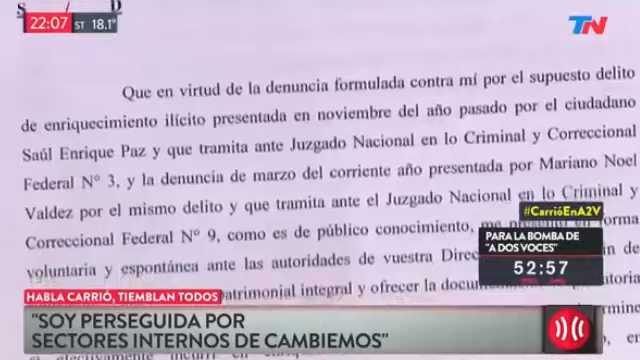 S / D
22:07 ST 18.1°
TN
Que en virtud de la denuncia formulada contra mí por el supuesto delito
de enriquecimiento ilícito presentada en noviembre del año pasado por el ciudadano
Saúl Enrique Paz y que tramita ante Juzgado Nacional en lo Criminal y Correccional
Federal N° 3, y la denuncia de marzo del corriente año presentada por Mariano Noel
Valdez por el mismo delito y que tramita ante el Juzgado Nacional en lo Criminal y
Correccional Federal N° 9, como es de público conocimiento, forma
voluntaria y espontánea ante las autoridades de vuestra de
patrimonial integral y ofrecer la
en
#CarrióEnA2V
PARA LA BOMBA DE
"A DOS VOCES"
52:57
HABLA CARRIÓ, TIEMBLAN TODOS
"SOY PERSEGUIDA POR
SECTORES INTERNOS DE CAMBIEMOS"